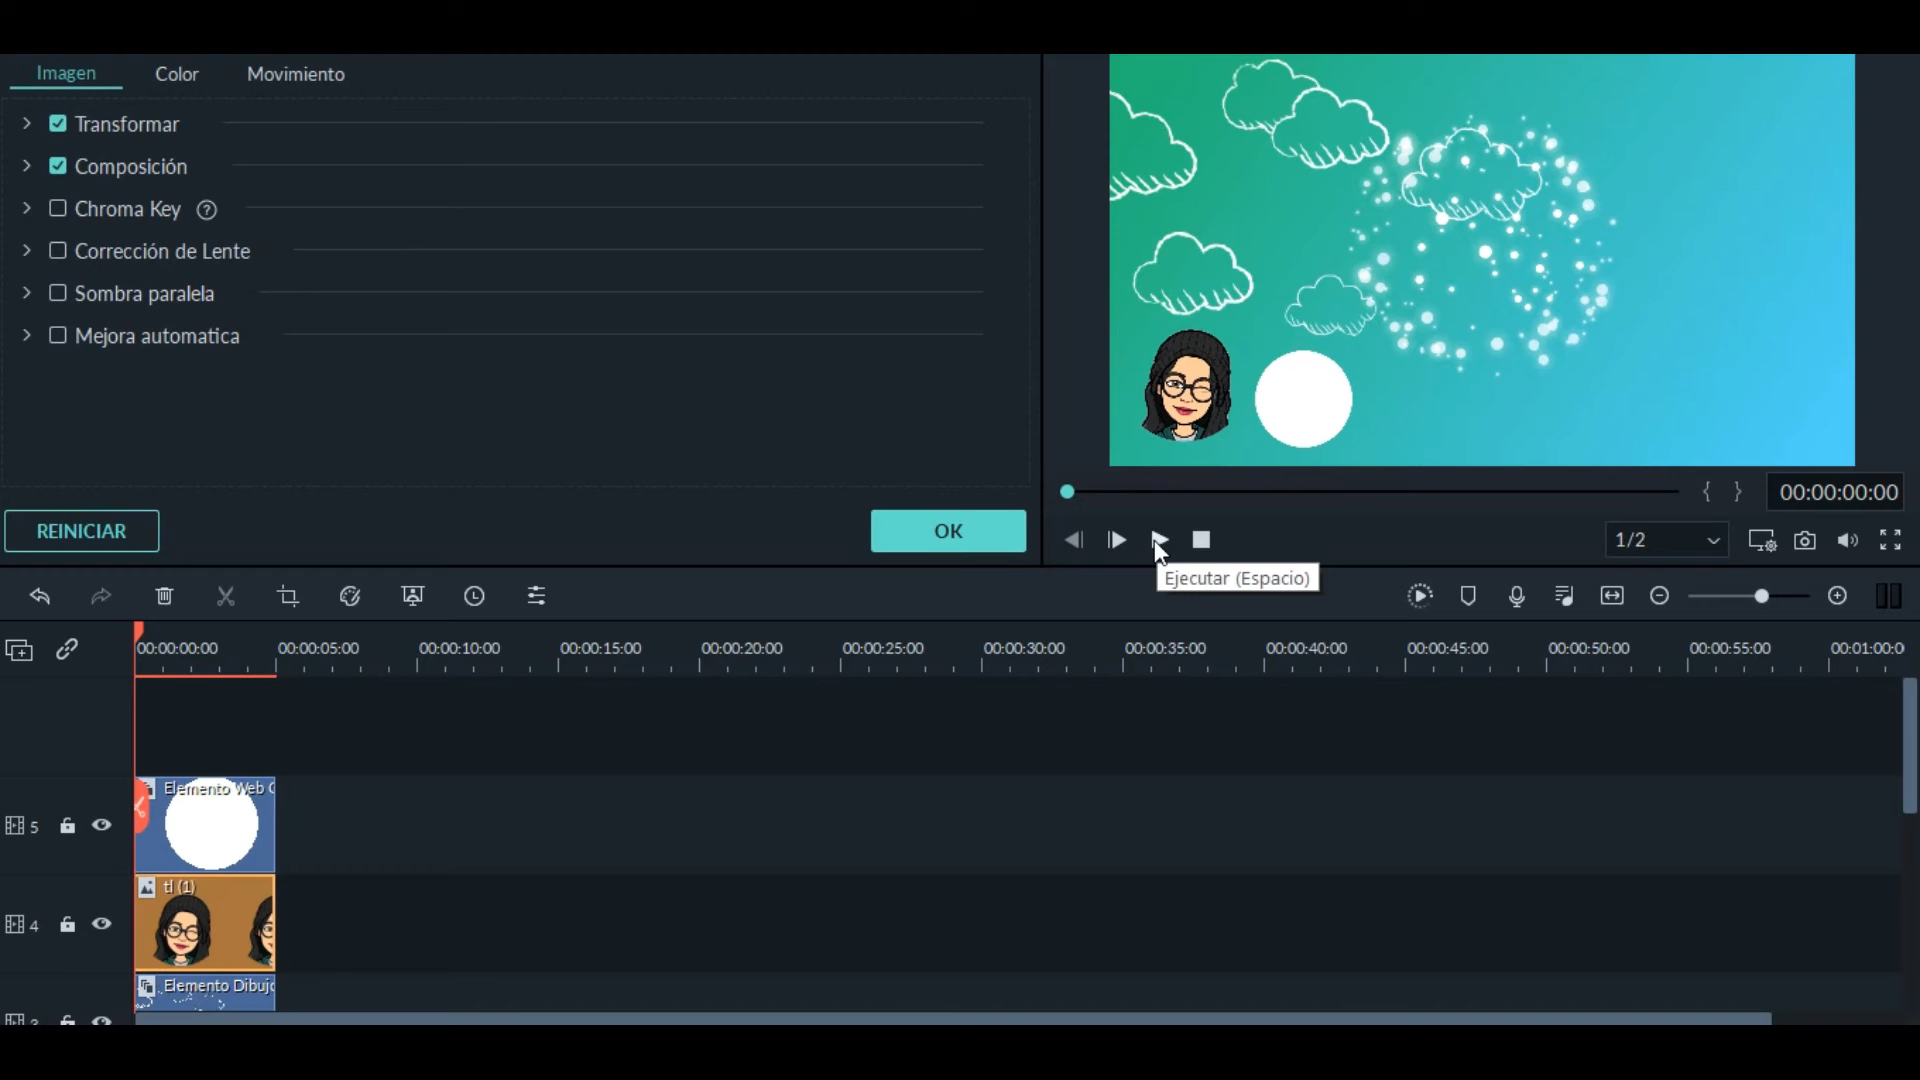 Imagen Color Movimiento
Transformar
Composición
Chroma Key ?
Corrección de Lente
Sombra paralela
Mejora automatica
REINICIAR OK
{ } 00:00:00:00
1/2
Ejecutar (Espacio)
00:00:00:00 00:00:05:00 00:00:10:00 00:00:15:00 00:00:20:00 00:00:25:00 00:00:30:00 00:00:35:00 00:00:40:00 00:00:45:00 00:00:50:00 00:00:55:00 00:01:00:0
Elemento Web C
5
tl (1)
4
Elemento Dibujo
3